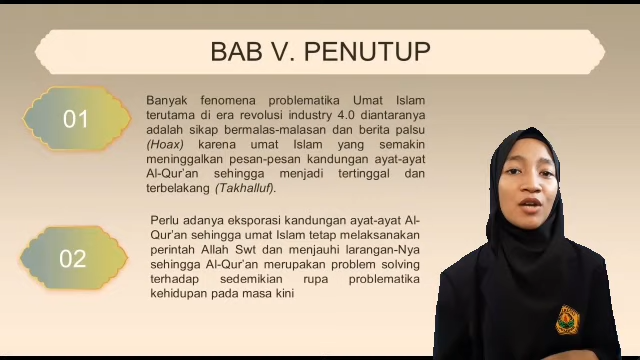 BAB V. PENUTUP
01
Banyak fenomena problematika Umat Islam
terutama di era revolusi industry 4.0 diantaranya
adalah sikap bermalas-malasan dan berita palsu
(Hoax) karena umat Islam yang semakin
meninggalkan pesan-pesan kandungan ayat-ayat
Al-Qur'an sehingga menjadi tertinggal dan
terbelakang (Takhalluf).
02
Perlu adanya eksporasi kandungan ayat-ayat Al-
Qur'an sehingga umat Islam tetap melaksanakan
perintah Allah Swt dan menjauhi larangan-Nya
sehingga Al-Qur'an merupakan problem solving
terhadap sedemikian rupa problematika
kehidupan pada masa kini